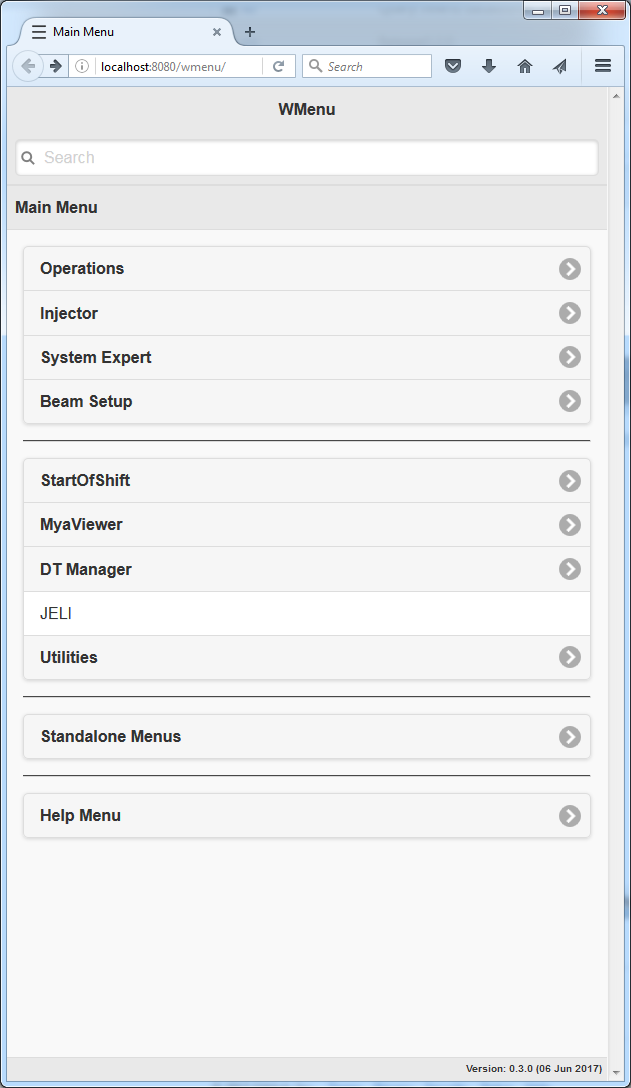 Main Menu
localhost:8080/wmenu/
Search
WMenu
Search
Main Menu
Operations
Injector
System Expert
Beam Setup
StartOfShift
MyaViewer
DT Manager
JELI
Utilities
Standalone Menus
Help Menu
Version: 0.3.0 (06 Jun 2017)